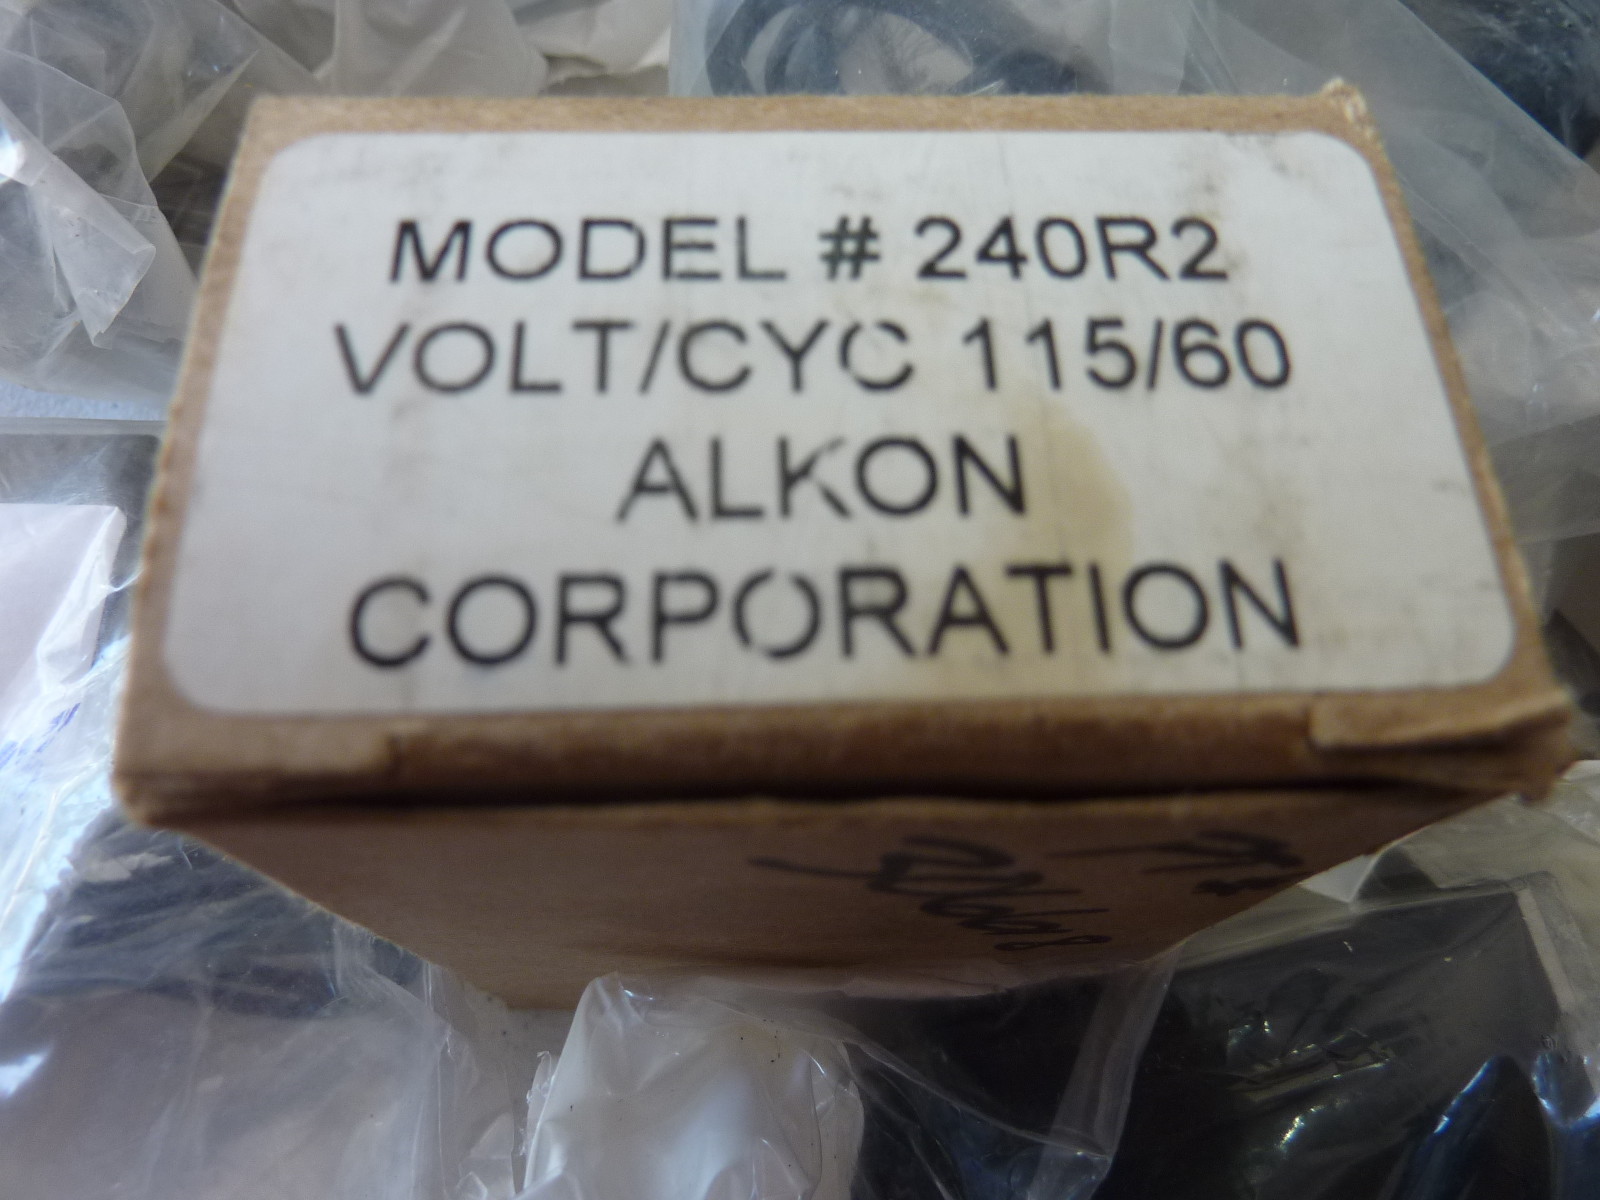 MODEL # 240R2
VOLT/CYC 115/60
ALKON
CORPORATION